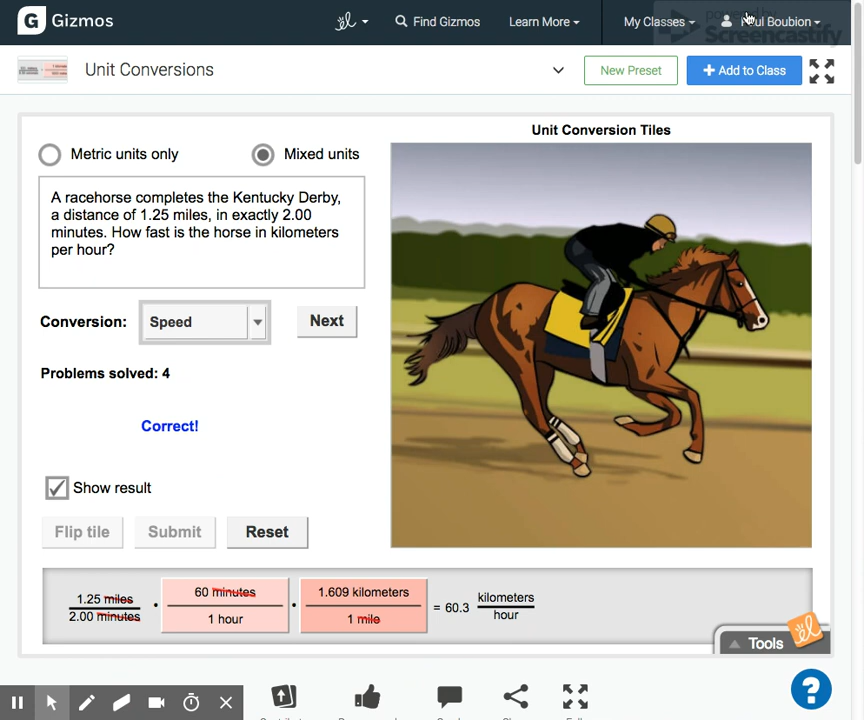 G Gizmos
Find Gizmos
Learn More
My Classes
Paul Boubion
powered by
Screencastify
Unit Conversions
New Preset
+ Add to Class
Metric units only
Mixed units
A racehorse completes the Kentucky Derby,
a distance of 1.25 miles, in exactly 2.00
minutes. How fast is the horse in kilometers
per hour?
Conversion:
Speed
Next
Problems solved: 4
Correct!
Show result
Flip tile
Submit
Reset
Unit Conversion Tiles
1.25 miles
2.00 minutes
·
60 minutes
1 hour
·
1.609 kilometers
1 mile
= 60.3
kilometers
hour
Tools
el
?